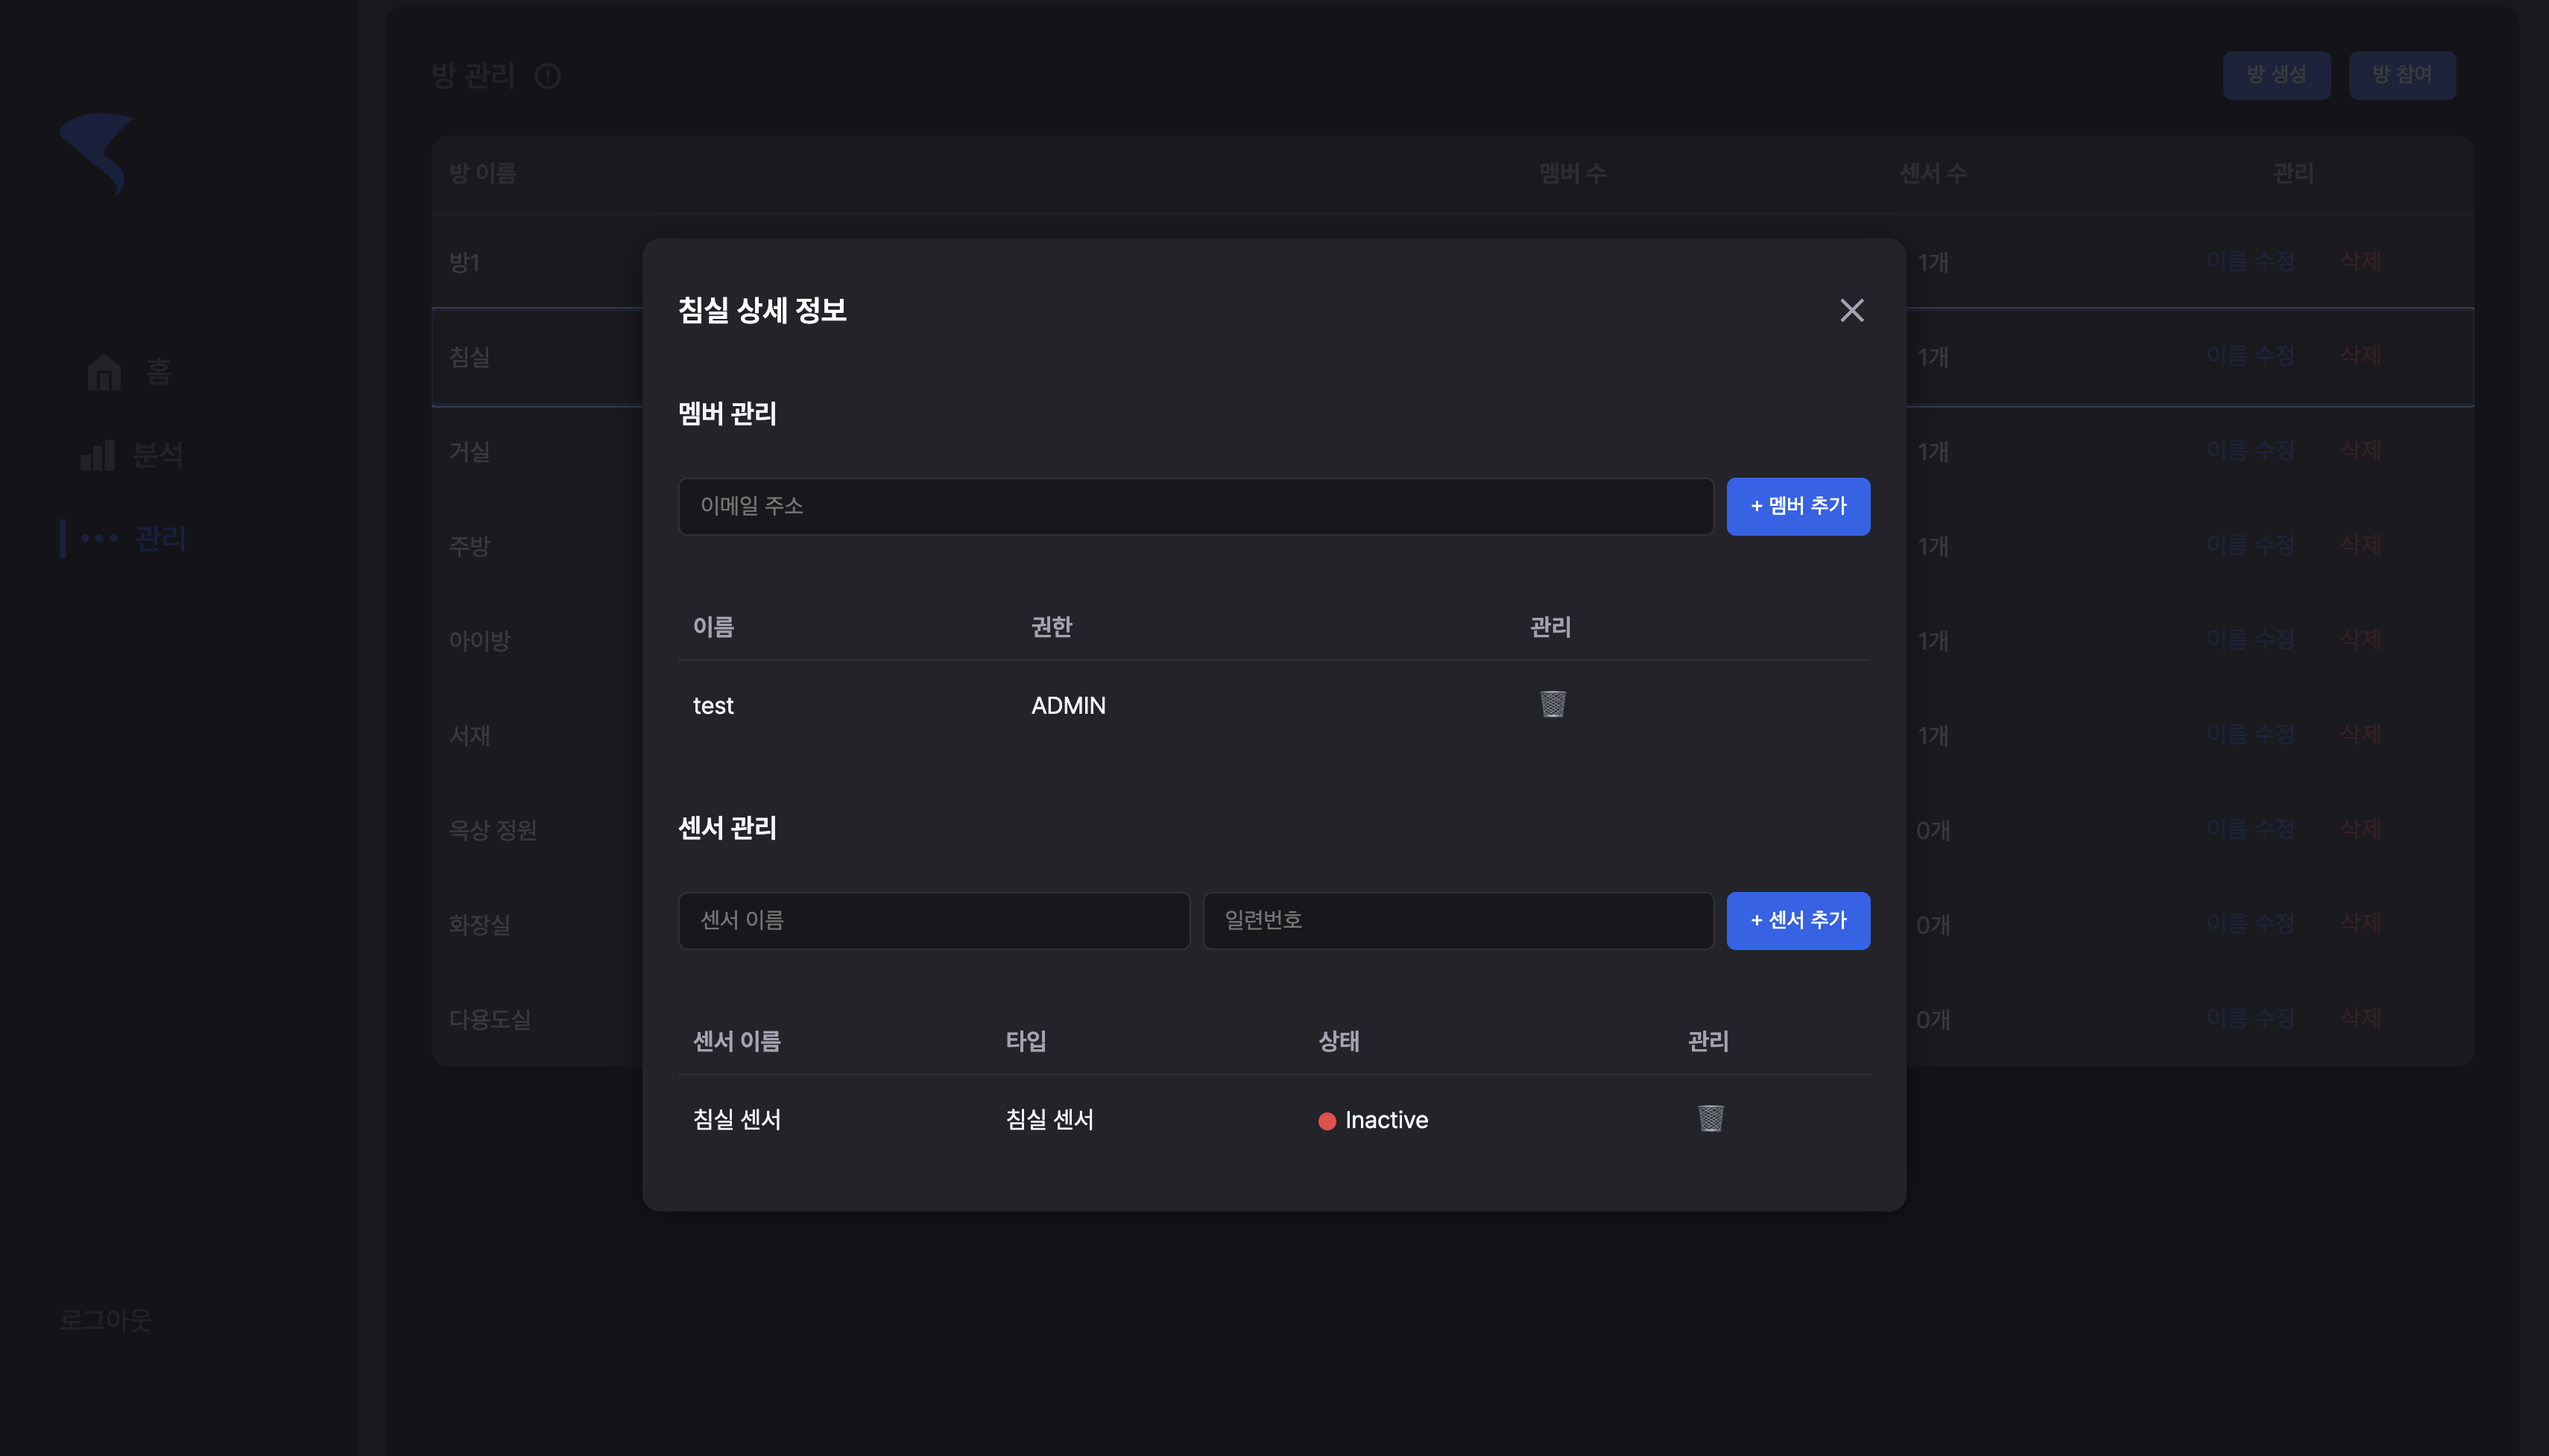 방 관리
방 생성
방 참여
방 이름
멤버 수
센서 수
관리
홈
분석
관리
로그아웃
방1
1개
이름 수정
삭제
침실
1개
이름 수정
삭제
거실
1개
이름 수정
삭제
주방
1개
이름 수정
삭제
아이방
1개
이름 수정
삭제
서재
1개
이름 수정
삭제
옥상 정원
0개
이름 수정
삭제
화장실
0개
이름 수정
삭제
다용도실
0개
이름 수정
삭제
침실 상세 정보
멤버 관리
이메일 주소
+ 멤버 추가
이름
권한
관리
test
ADMIN
센서 관리
센서 이름
일련번호
+ 센서 추가
센서 이름
타입
상태
관리
침실 센서
침실 센서
Inactive